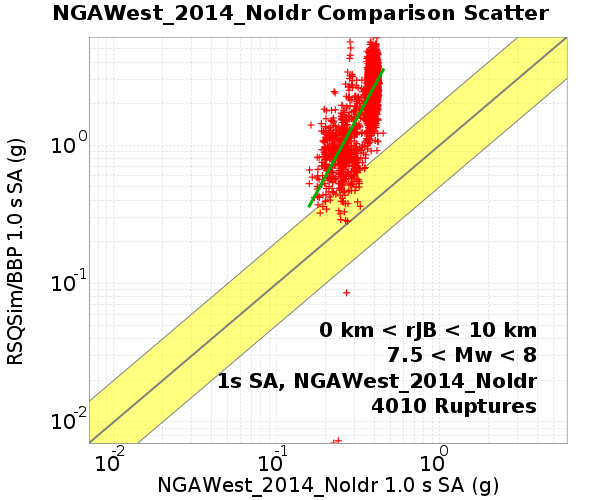 NGAWest_2014_NoIdr Comparison Scatter
RSQSim/BBP 1.0 s SA (g)
10^0
10^-1
10^-2
0 km < rJB < 10 km
7.5 < Mw < 8
1s SA, NGAWest_2014_NoIdr
4010 Ruptures
10^-2 10^-1 10^0
NGAWest_2014_NoIdr 1.0 s SA (g)